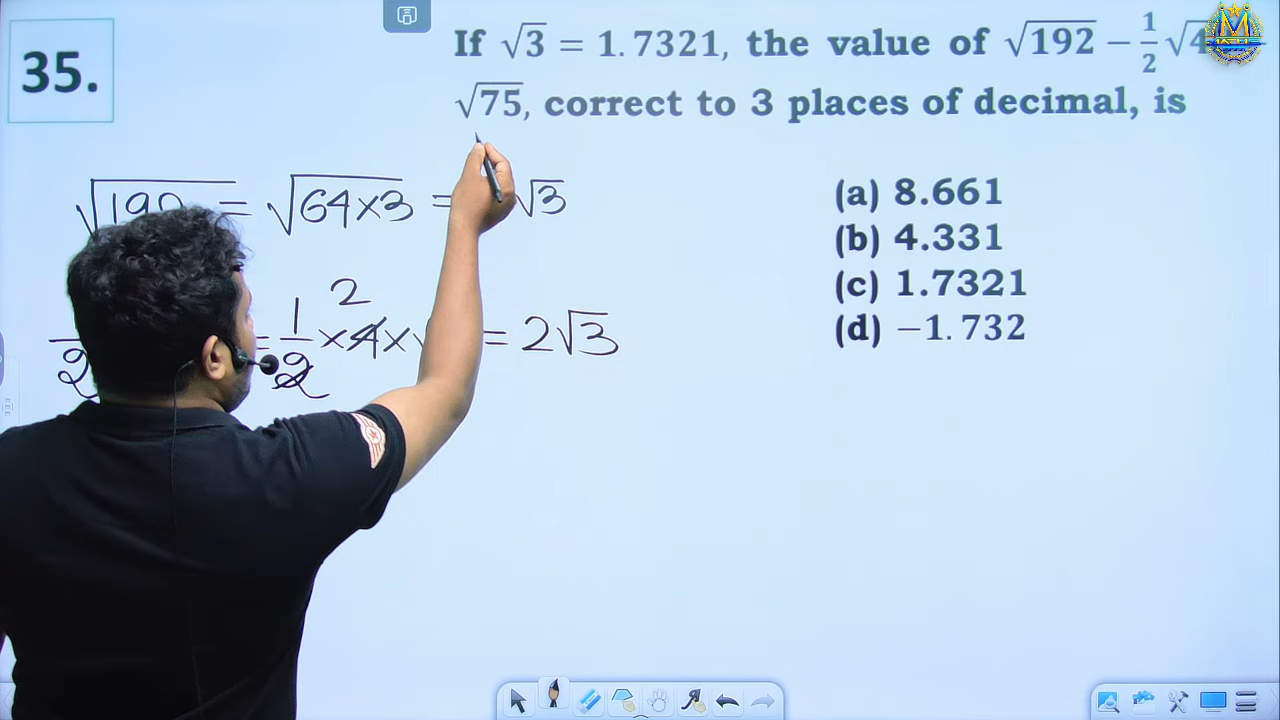 35.
If √3 = 1.7321, the value of √192 − 1/2 √4
√75, correct to 3 places of decimal, is
(a) 8.661
(b) 4.331
(c) 1.7321
(d) −1.732
= √64×3 = √3
2 = 1/2 × 4 × = 2√3
2
M